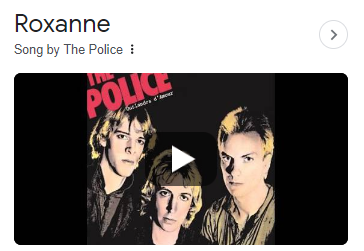 Roxanne
Song by The Police
THE
POLICE
Outlandos d'Amour